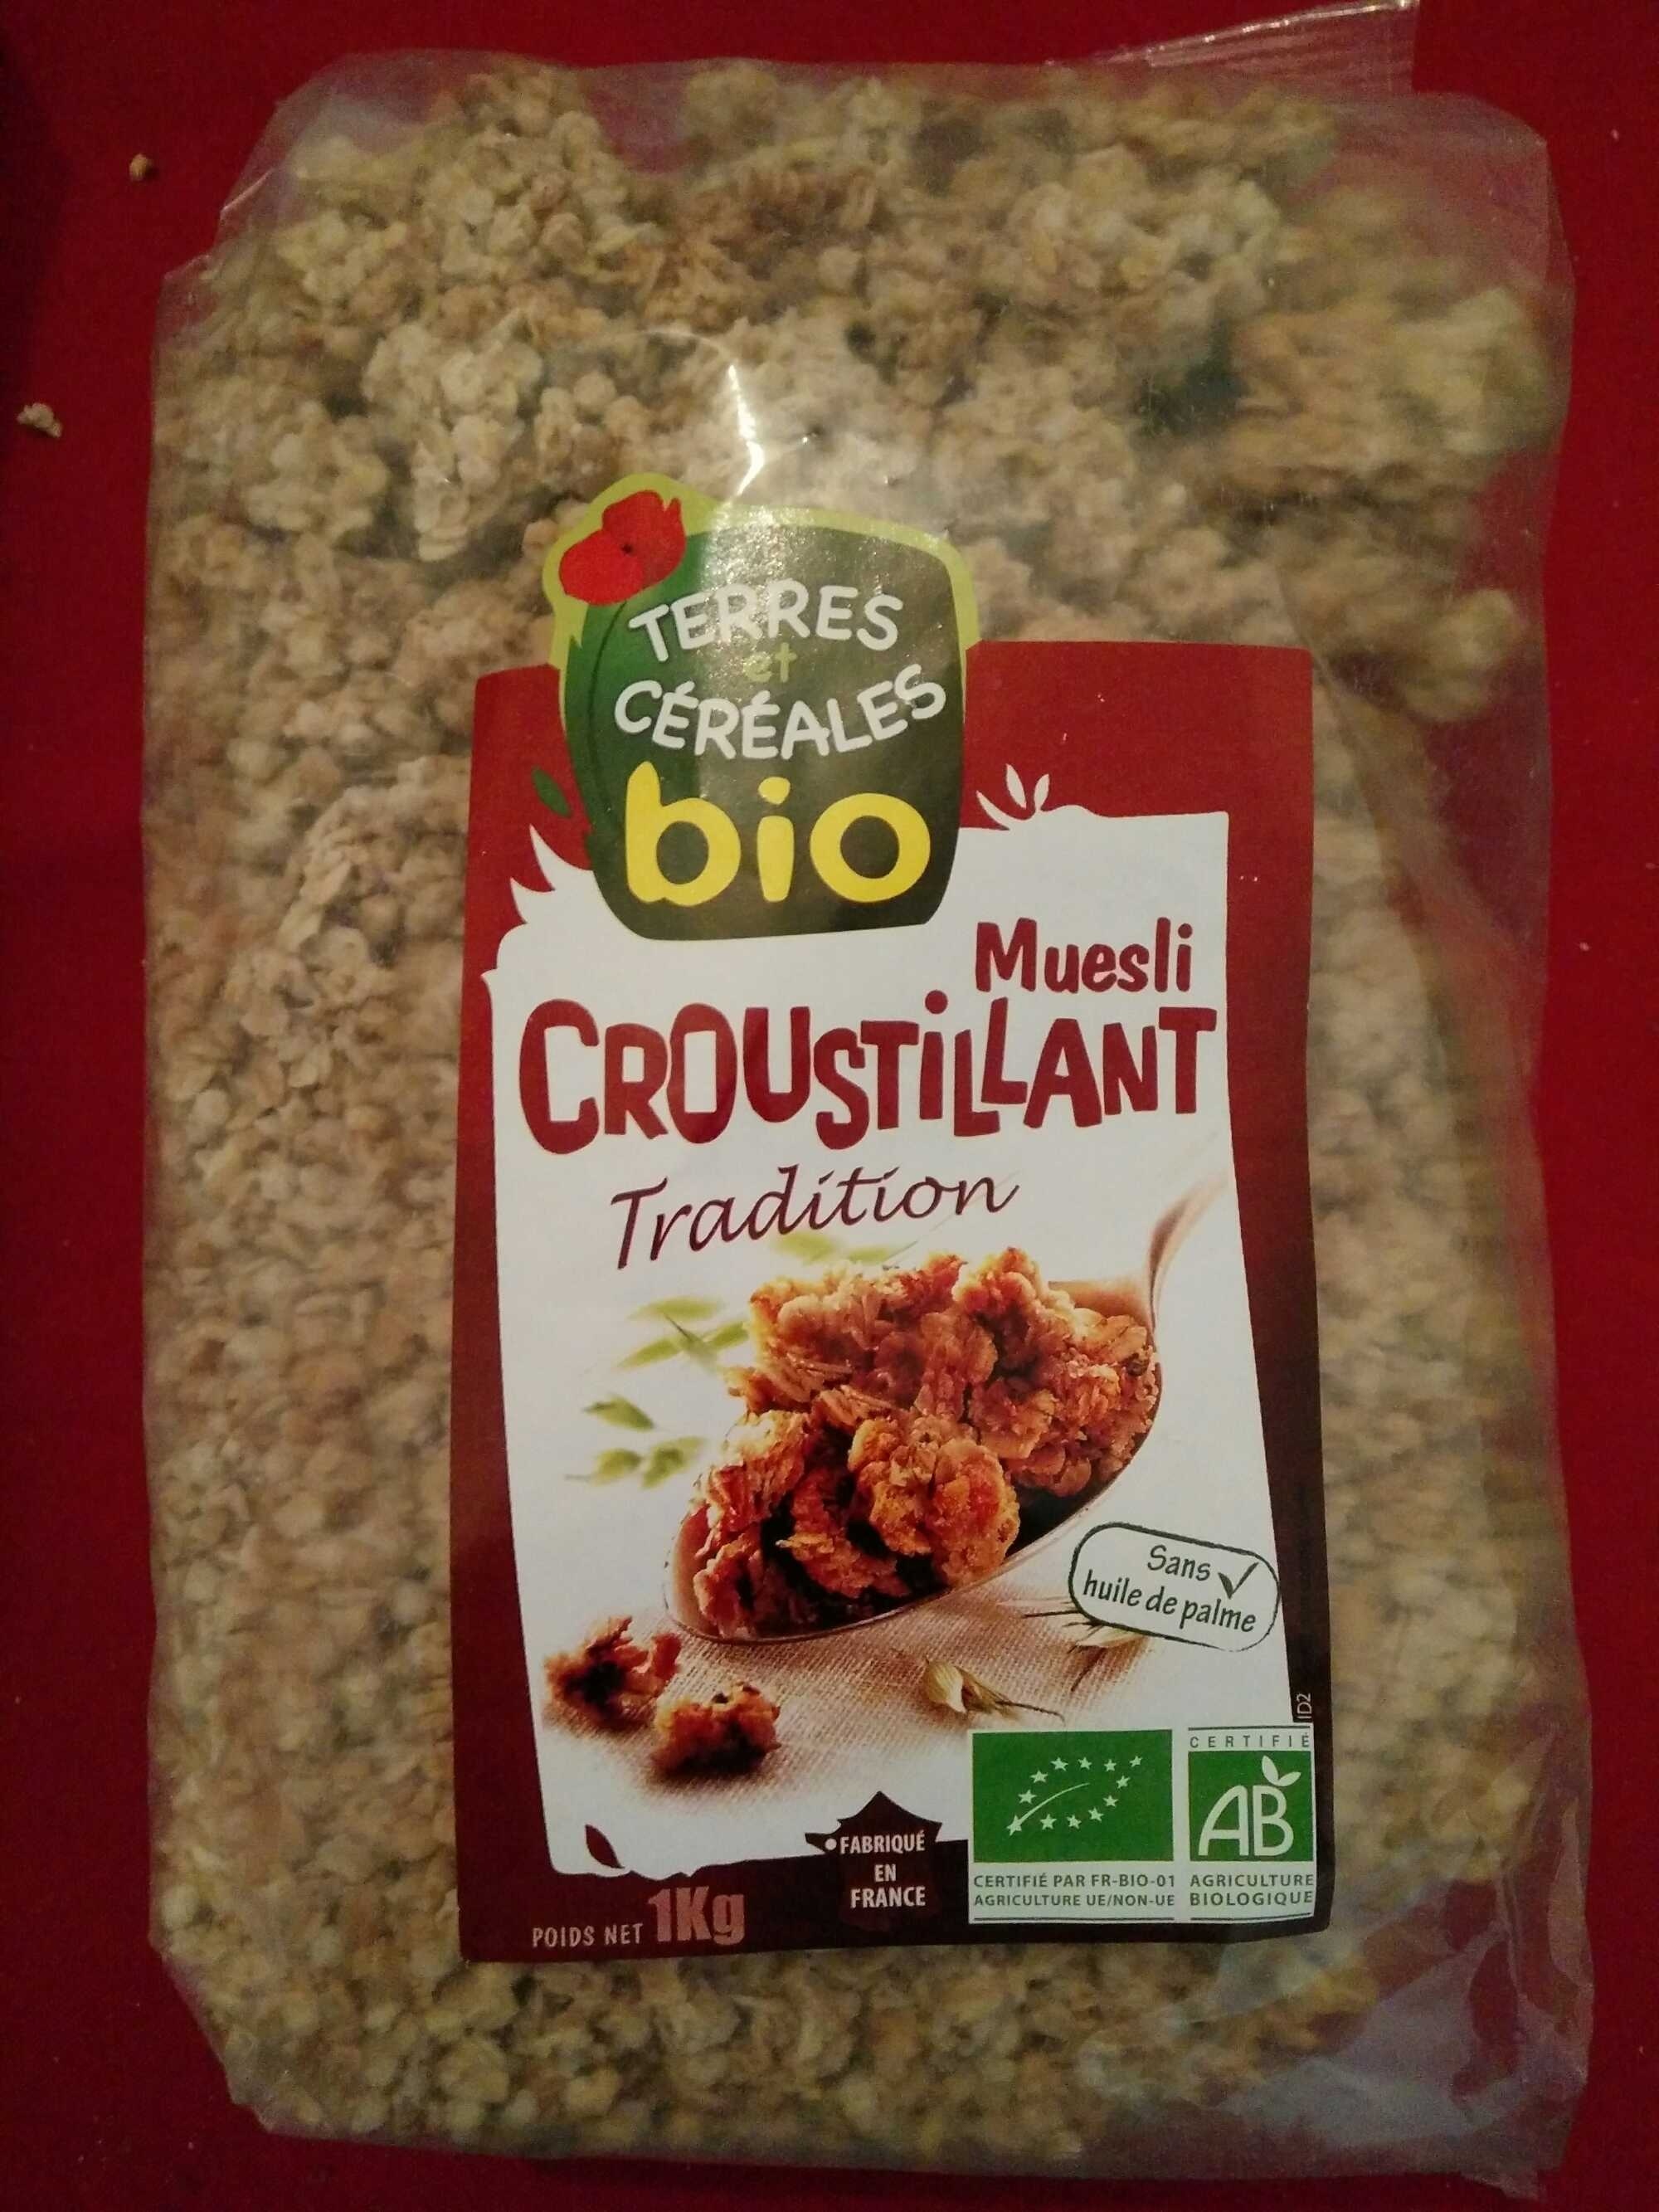 TERRES
et
CÉRÉALES
bio
Muesli
CROUSTILLANT
Tradition
Sans
huile de palme
ID2
CERTIFIÉ
AB
FABRIQUÉ
EN
FRANCE
CERTIFIÉ PAR FR-BIO-01
AGRICULTURE UE/NON-UE
AGRICULTURE
BIOLOGIQUE
POIDS NET 1Kg